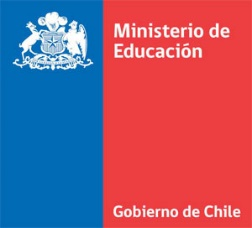 Ministerio de
Educación
Gobierno de Chile